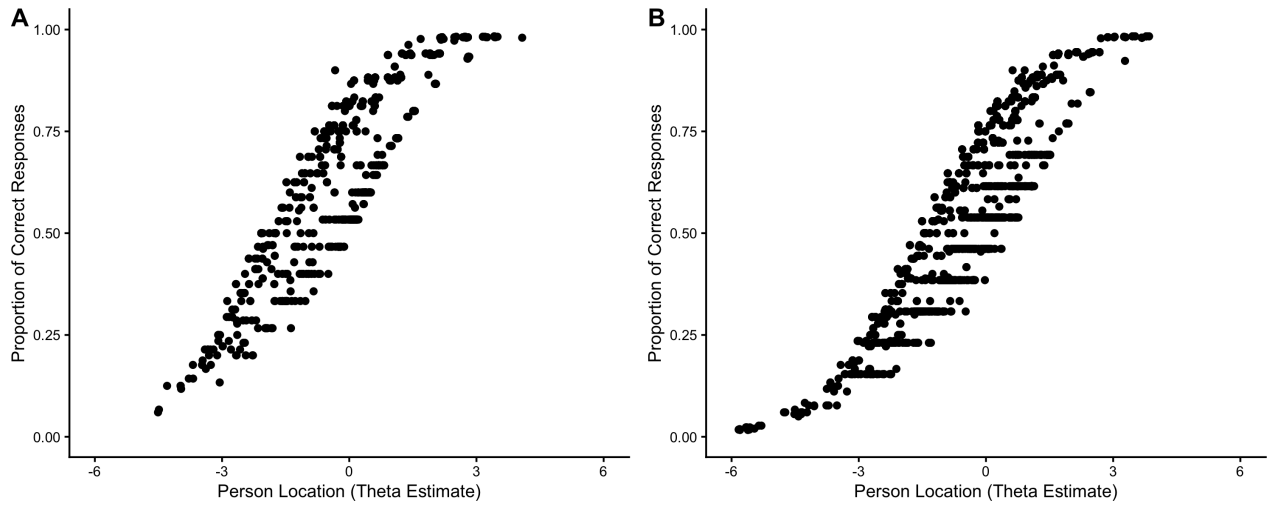 A
Proportion of Correct Responses
1.00
0.75
0.50
0.25
0.00
-6 -3 0 3 6
Person Location (Theta Estimate)
B
Proportion of Correct Responses
1.00
0.75
0.50
0.25
0.00
-6 -3 0 3 6
Person Location (Theta Estimate)